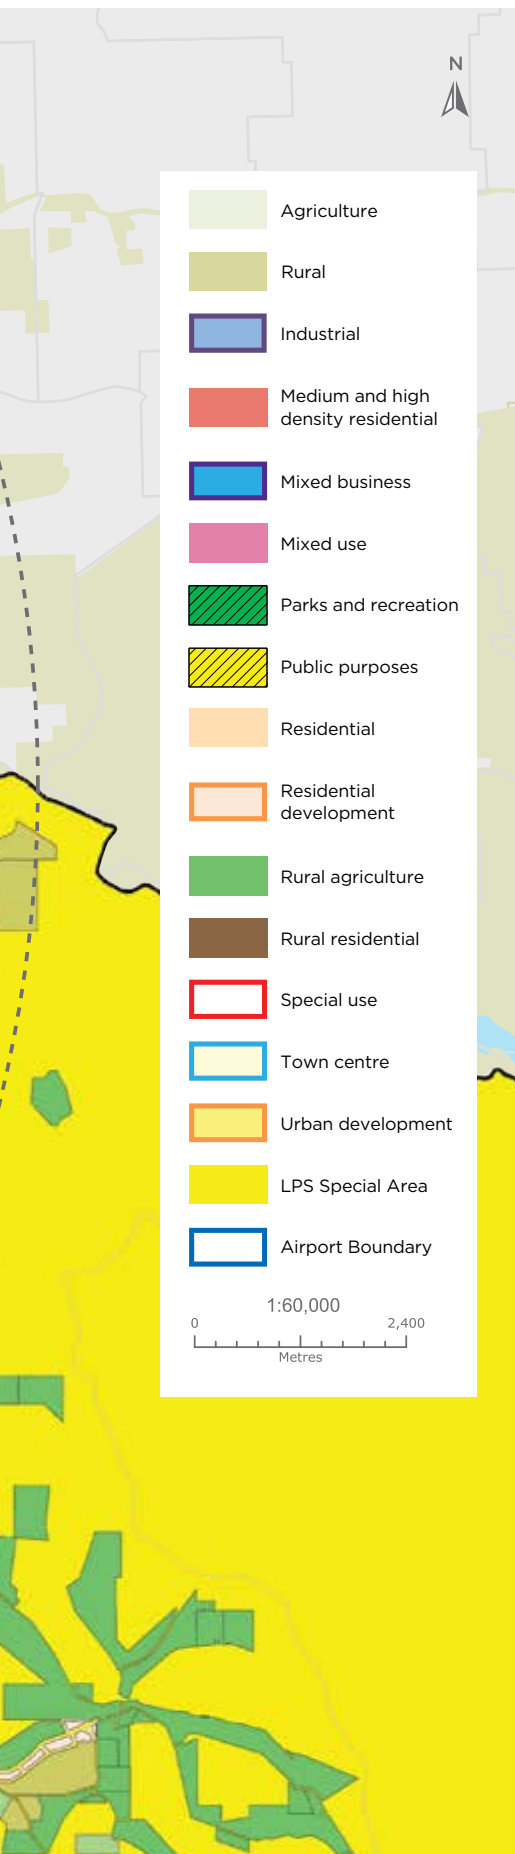 N
Agriculture
Rural
Industrial
Medium and high
density residential
Mixed business
Mixed use
Parks and recreation
Public purposes
Residential
Residential
development
Rural agriculture
Rural residential
Special use
Town centre
Urban development
LPS Special Area
Airport Boundary
1:60,000
0 2,400
Metres